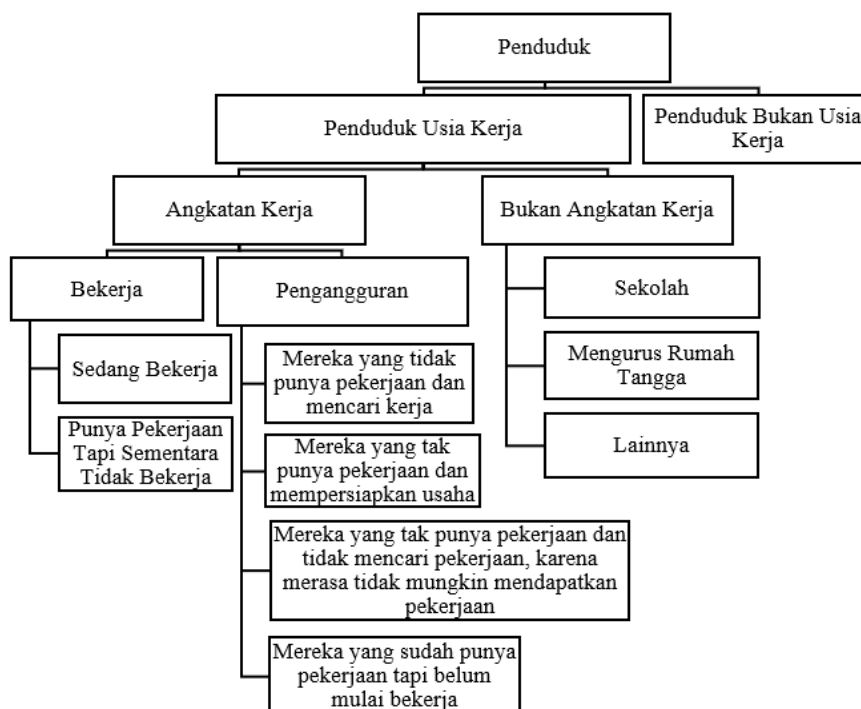 Penduduk
Penduduk Usia Kerja
Penduduk Bukan Usia
Kerja
Angkatan Kerja
Bukan Angkatan Kerja
Bekerja
Pengangguran
Sekolah
Sedang Bekerja
Mereka yang tidak
punya pekerjaan dan
mencari kerja
Mengurus Rumah
Tangga
Punya Pekerjaan
Tapi Sementara
Tidak Bekerja
Mereka yang tak
punya pekerjaan dan
mempersiapkan usaha
Lainnya
Mereka yang tak punya pekerjaan dan
tidak mencari pekerjaan, karena
merasa tidak mungkin mendapatkan
pekerjaan
Mereka yang sudah punya
pekerjaan tapi belum
mulai bekerja